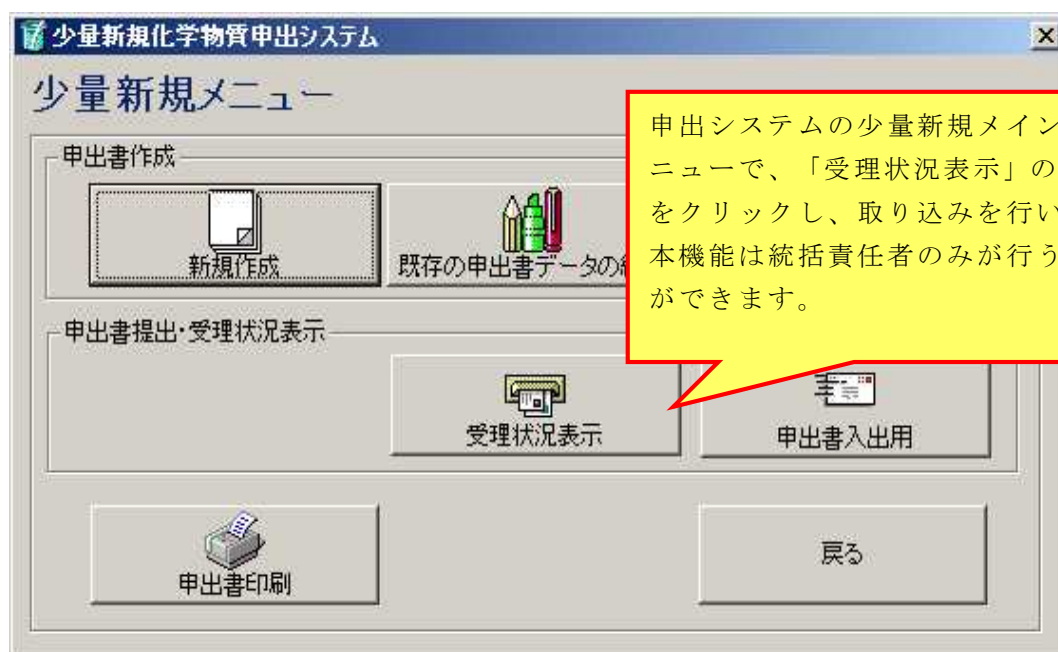 少量新規化学物質申出システム
少量新規メニュー
申出システムの少量新規メイン
ニューで、「受理状況表示」の
をクリックし、取り込みを行い
本機能は統括責任者のみが行う
ができます。
申出書作成
新規作成
既存の申出書データの
申出書提出・受理状況表示
受理状況表示
申出書入出用
申出書印刷
戻る